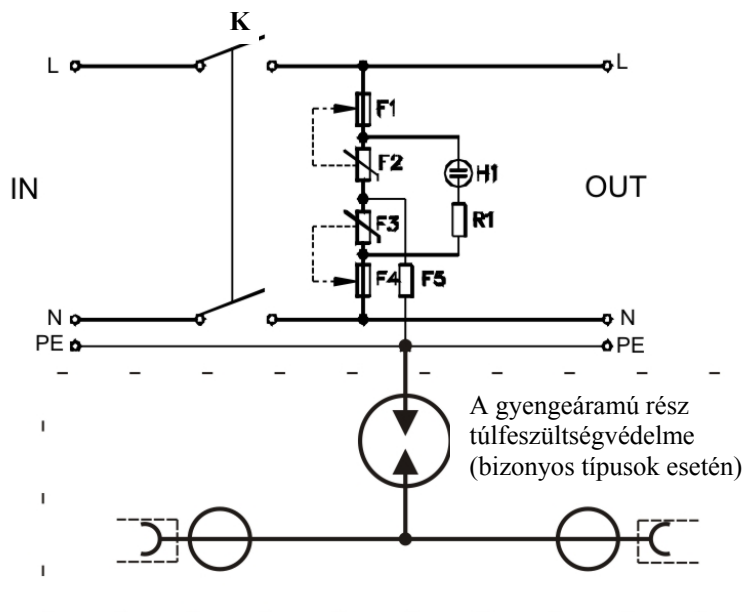 K
L
L
F1
F2
H1
IN
OUT
F3
R1
F4
F5
N
N
PE
PE
A gyengeáramú rész
túlfeszültségvédelme
(bizonyos típusok esetén)